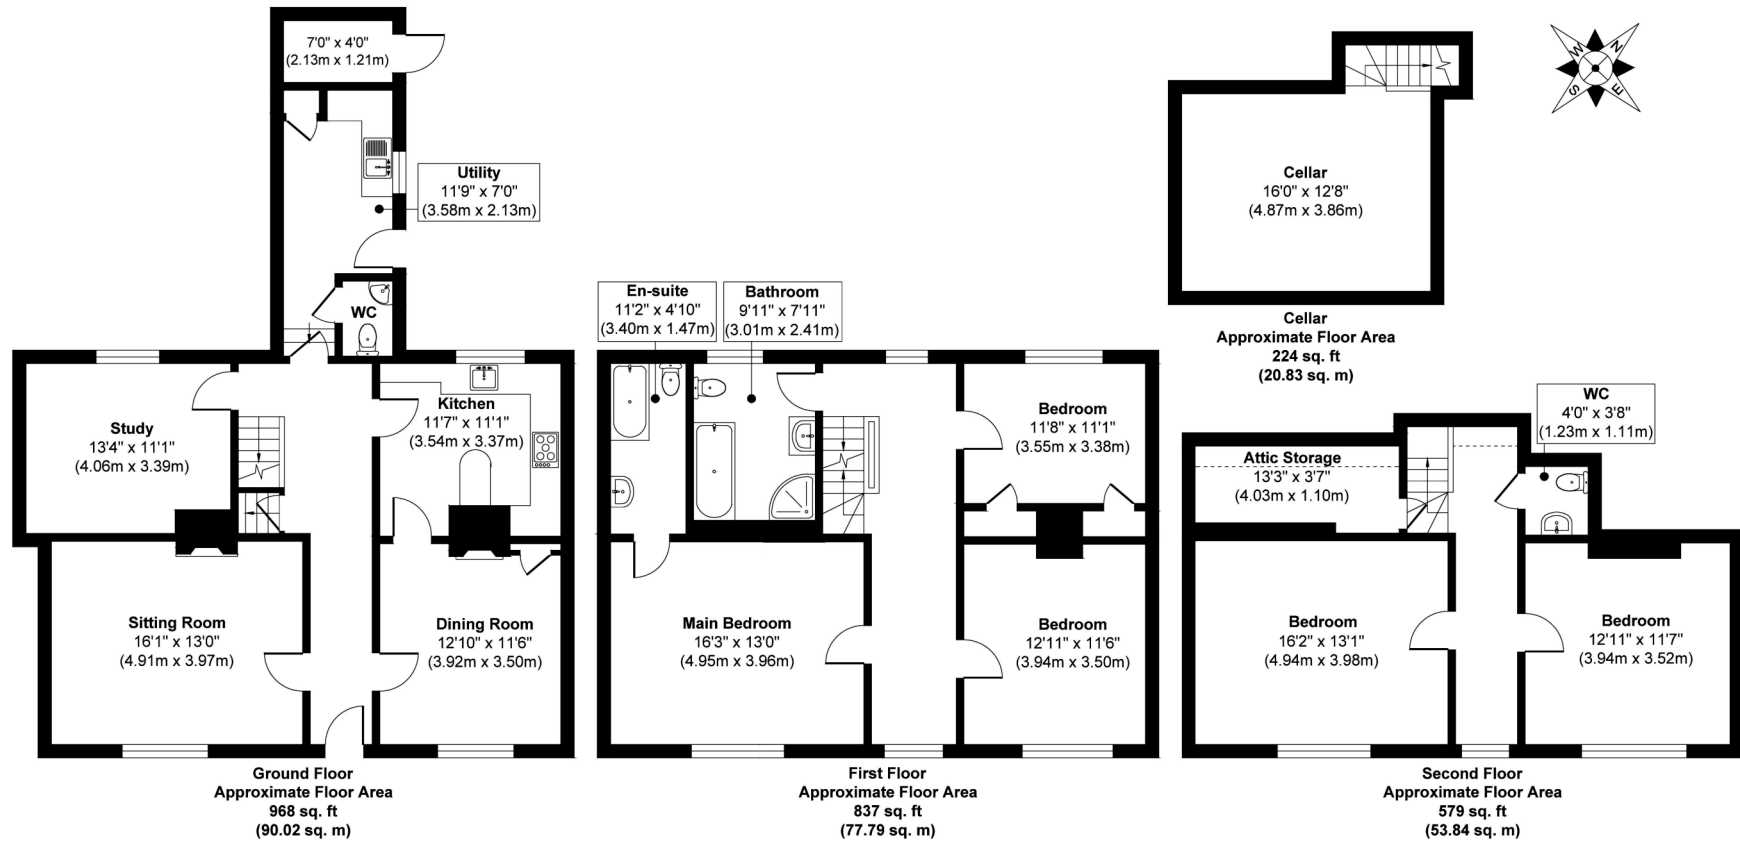 7'0" x 4'0"
(2.13m x 1.21m)
Utility
11'9" x 7'0"
(3.58m x 2.13m)
WC
Study
13'4" x 11'1"
(4.06m x 3.39m)
Kitchen
11'7" x 11'1"
(3.54m x 3.37m)
Sitting Room
16'1" x 13'0"
(4.91m x 3.97m)
Dining Room
12'10" x 11'6"
(3.92m x 3.50m)
Ground Floor
Approximate Floor Area
968 sq. ft
(90.02 sq. m)
En-suite
11'2" x 4'10"
(3.40m x 1.47m)
Bathroom
9'11" x 7'11"
(3.01m x 2.41m)
Bedroom
11'8" x 11'1"
(3.55m x 3.38m)
Main Bedroom
16'3" x 13'0"
(4.95m x 3.96m)
Bedroom
12'11" x 11'6"
(3.94m x 3.50m)
First Floor
Approximate Floor Area
837 sq. ft
(77.79 sq. m)
Cellar
16'0" x 12'8"
(4.87m x 3.86m)
Cellar
Approximate Floor Area
224 sq. ft
(20.83 sq. m)
W
N
S
E
WC
4'0" x 3'8"
(1.23m x 1.11m)
Attic Storage
13'3" x 3'7"
(4.03m x 1.10m)
Bedroom
16'2" x 13'1"
(4.94m x 3.98m)
Bedroom
12'11" x 11'7"
(3.94m x 3.52m)
Second Floor
Approximate Floor Area
579 sq. ft
(53.84 sq. m)